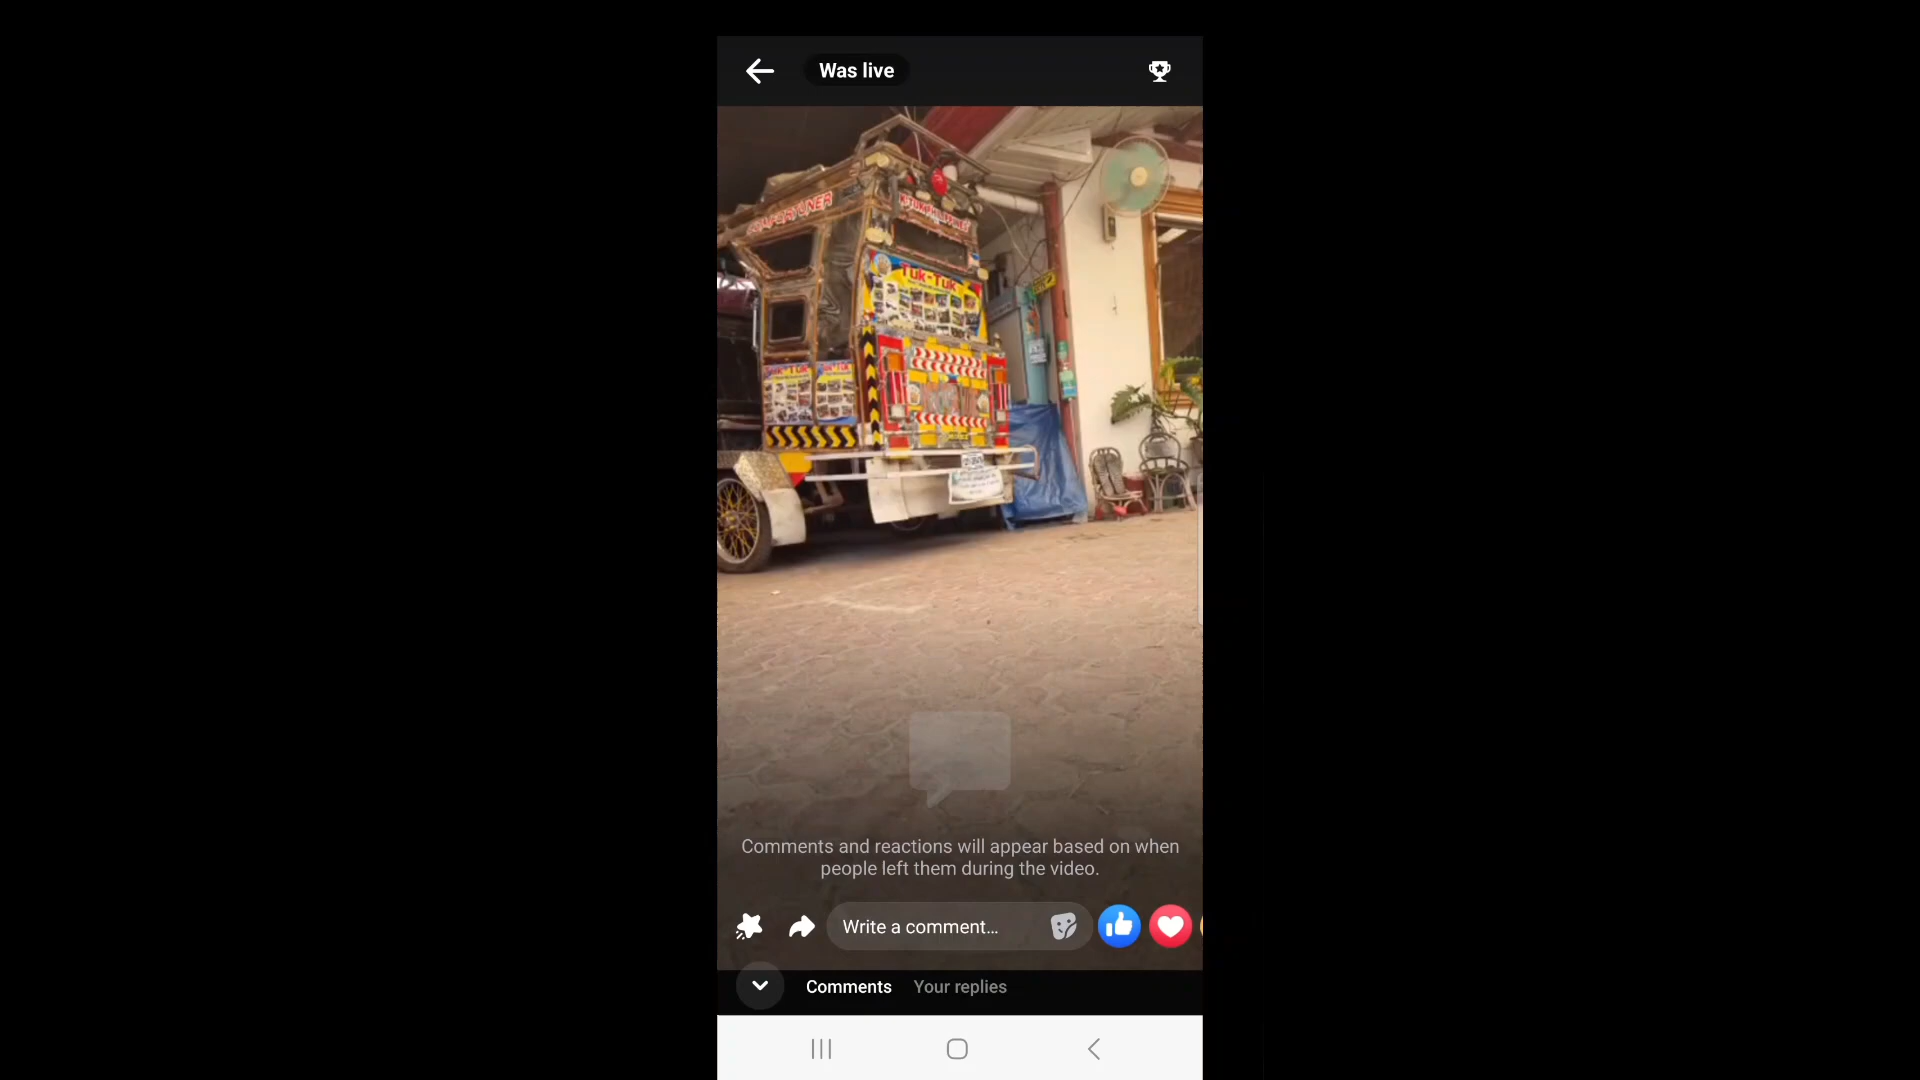 Was live
Tuk-Tuk
Comments and reactions will appear based on when
people left them during the video.
Write a comment...
Comments Your replies